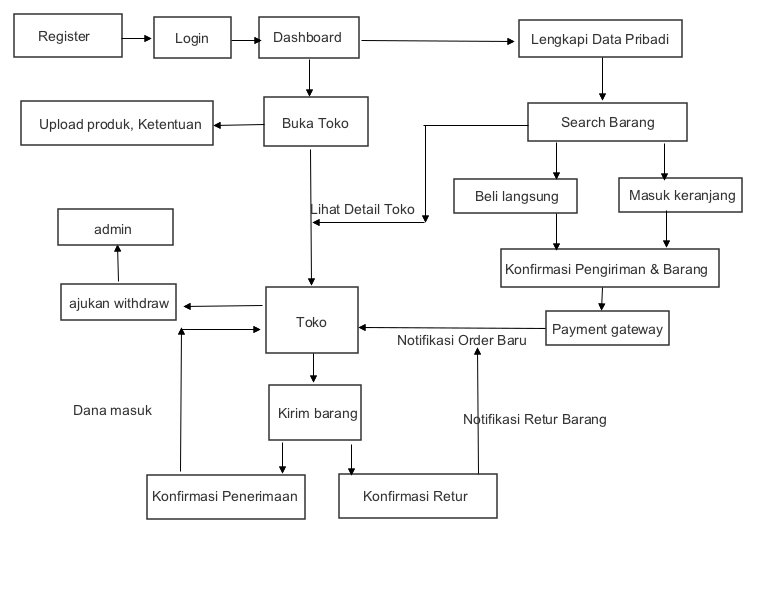 Register
Login
Dashboard
Lengkapi Data Pribadi
Upload produk, Ketentuan
Buka Toko
Search Barang
Beli langsung
Masuk keranjang
Lihat Detail Toko
admin
Konfirmasi Pengiriman & Barang
ajukan withdraw
Toko
Payment gateway
Notifikasi Order Baru
Dana masuk
Kirim barang
Notifikasi Retur Barang
Konfirmasi Penerimaan
Konfirmasi Retur